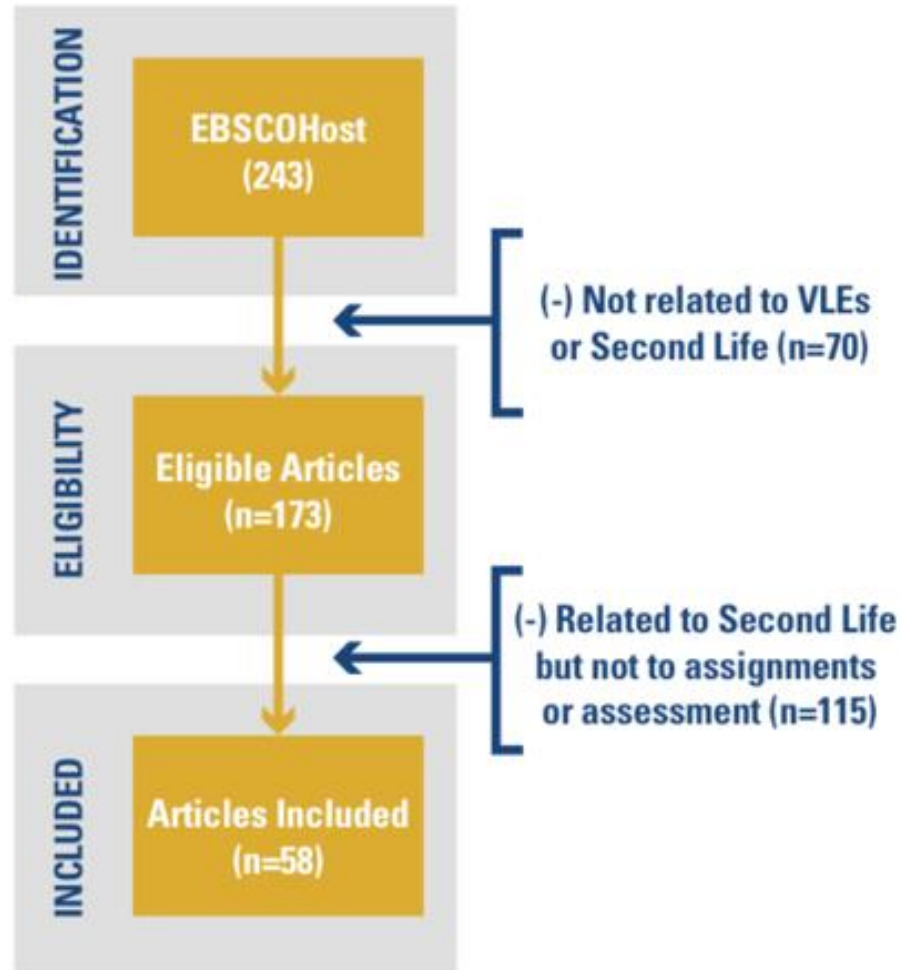 IDENTIFICATION
EBSCOHost
(243)
(-) Not related to VLEs
or Second Life (n=70)
ELIGIBILITY
Eligible Articles
(n=173)
(-) Related to Second Life
but not to assignments
or assessment (n=115)
INCLUDED
Articles Included
(n=58)